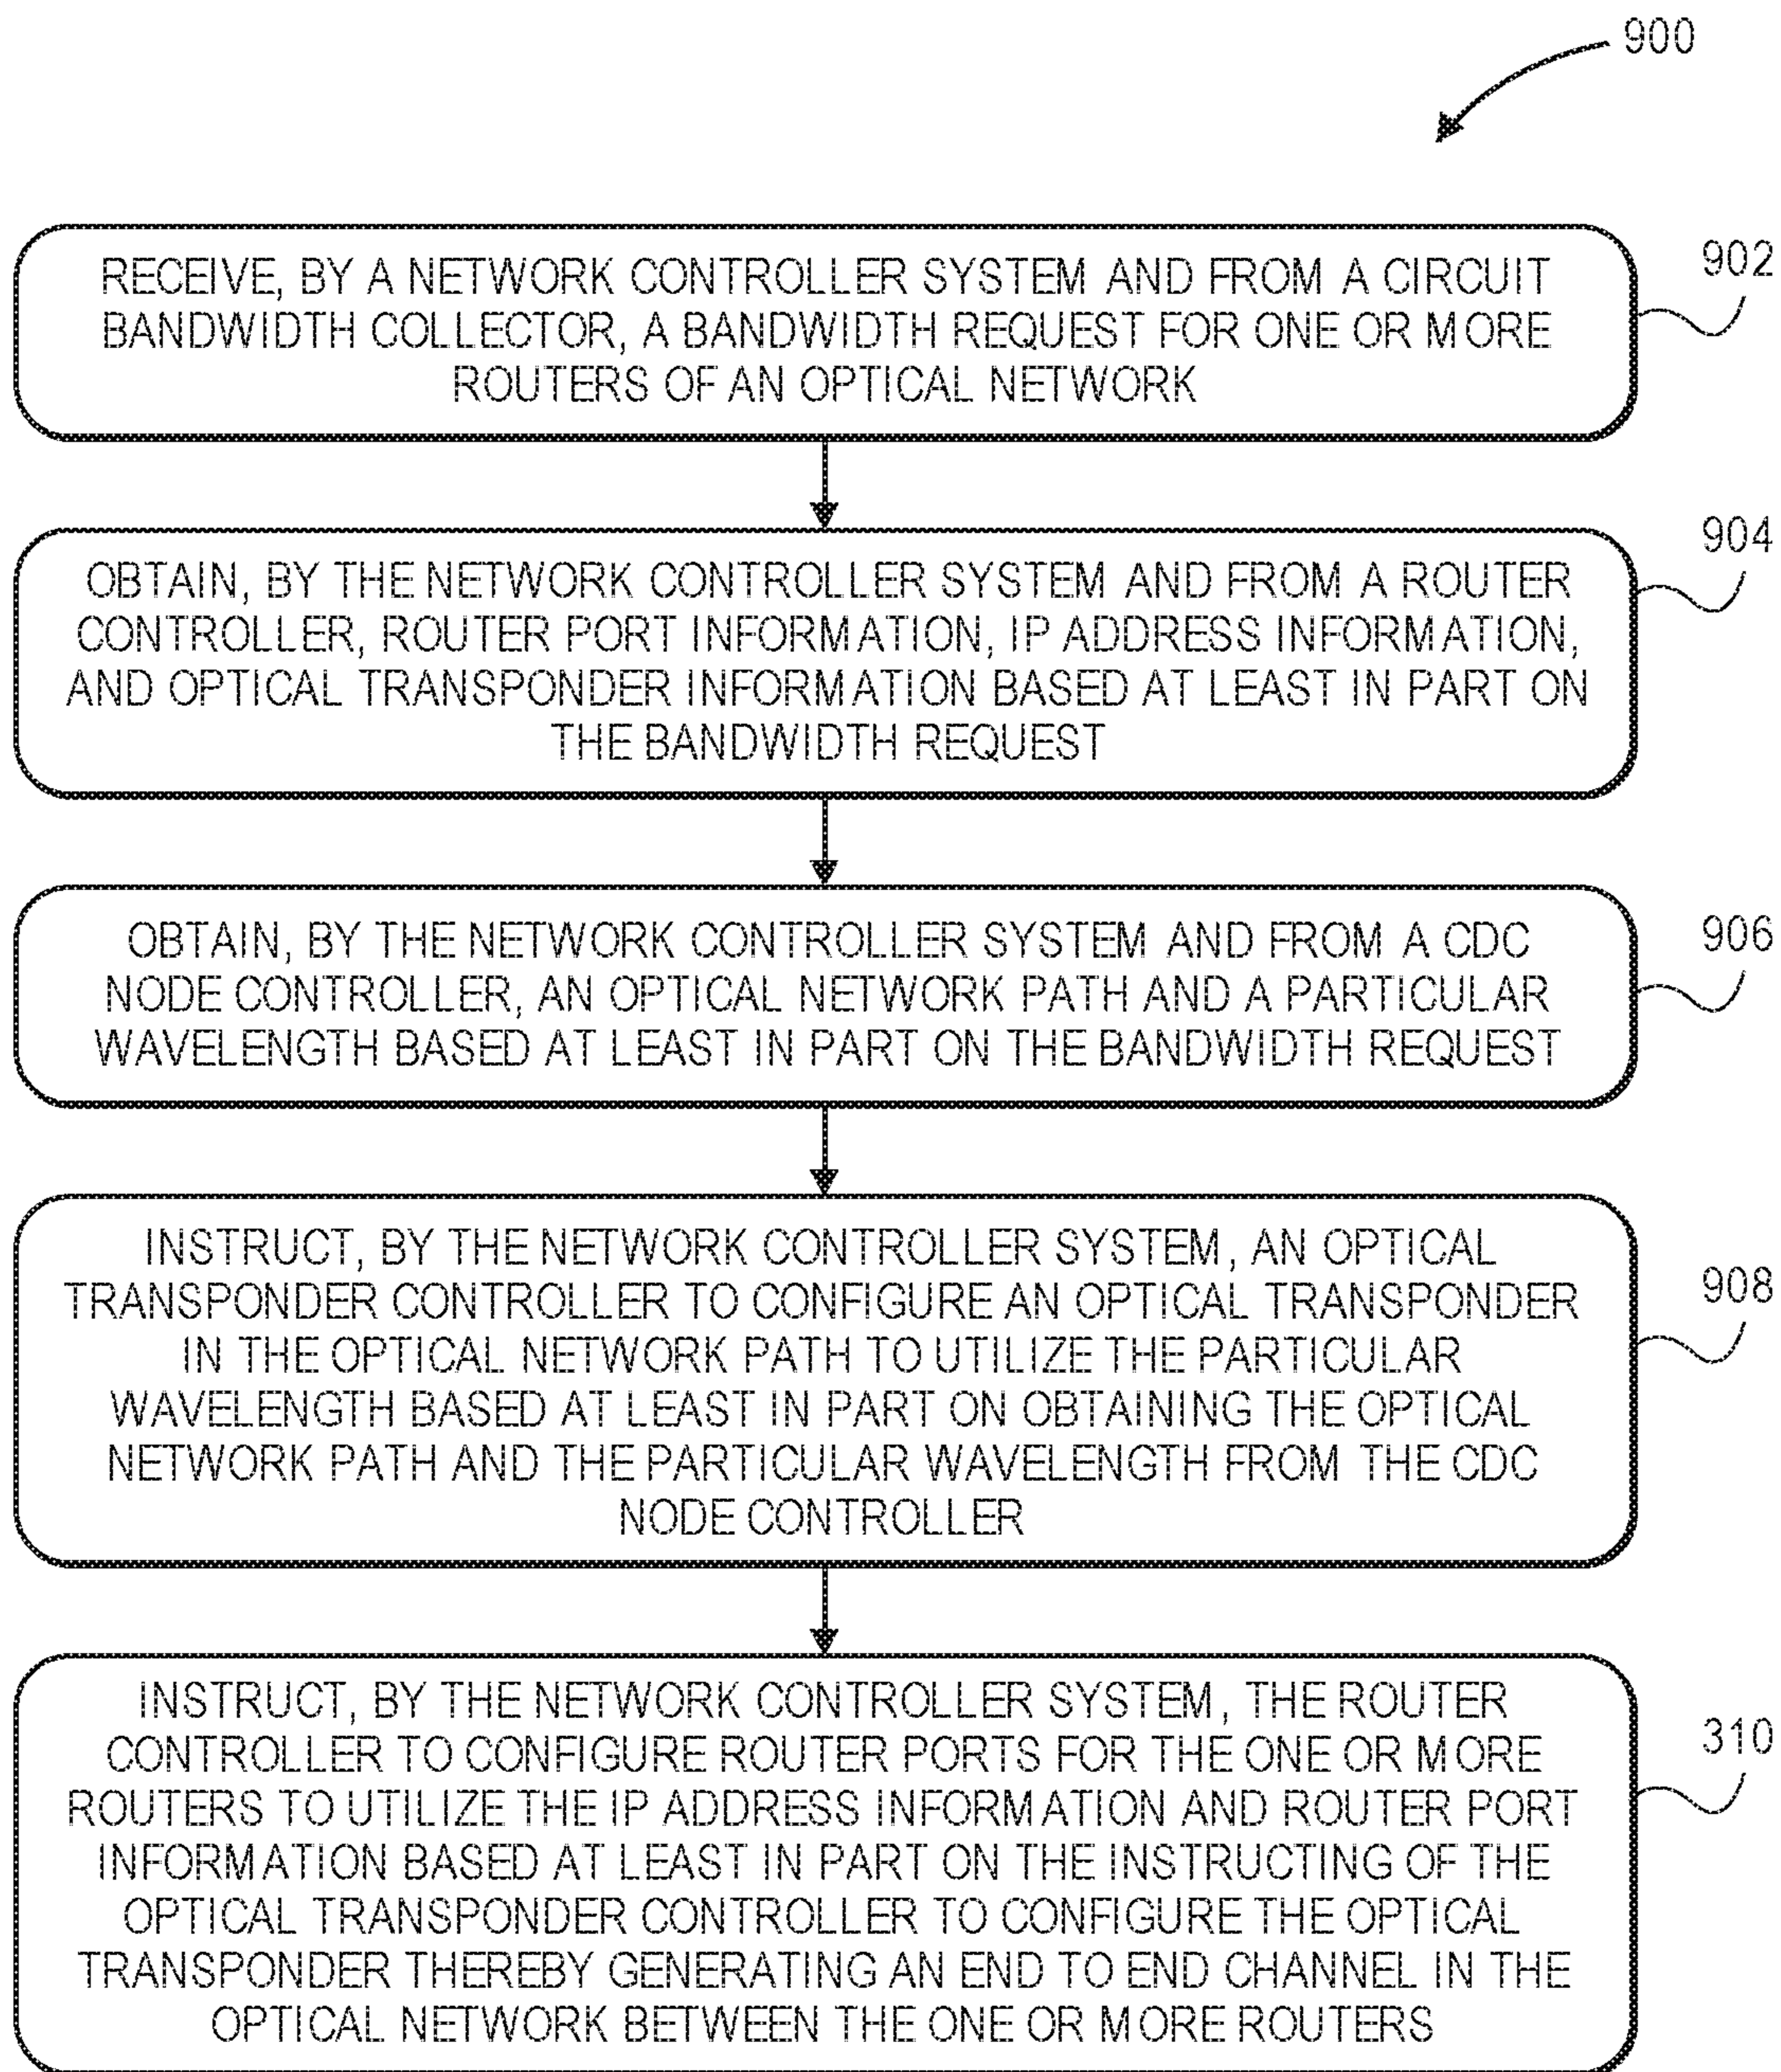 900
RECEIVE, BY A NETWORK CONTROLLER SYSTEM AND FROM A CIRCUIT
BANDWIDTH COLLECTOR, A BANDWIDTH REQUEST FOR ONE OR MORE
ROUTERS OF AN OPTICAL NETWORK
902
OBTAIN, BY THE NETWORK CONTROLLER SYSTEM AND FROM A ROUTER
CONTROLLER, ROUTER PORT INFORMATION, IP ADDRESS INFORMATION,
AND OPTICAL TRANSPONDER INFORMATION BASED AT LEAST IN PART ON
THE BANDWIDTH REQUEST
904
OBTAIN, BY THE NETWORK CONTROLLER SYSTEM AND FROM A CDC
NODE CONTROLLER, AN OPTICAL NETWORK PATH AND A PARTICULAR
WAVELENGTH BASED AT LEAST IN PART ON THE BANDWIDTH REQUEST
906
INSTRUCT, BY THE NETWORK CONTROLLER SYSTEM, AN OPTICAL
TRANSPONDER CONTROLLER TO CONFIGURE AN OPTICAL TRANSPONDER
IN THE OPTICAL NETWORK PATH TO UTILIZE THE PARTICULAR
WAVELENGTH BASED AT LEAST IN PART ON OBTAINING THE OPTICAL
NETWORK PATH AND THE PARTICULAR WAVELENGTH FROM THE CDC
NODE CONTROLLER
908
INSTRUCT, BY THE NETWORK CONTROLLER SYSTEM, THE ROUTER
CONTROLLER TO CONFIGURE ROUTER PORTS FOR THE ONE OR MORE
ROUTERS TO UTILIZE THE IP ADDRESS INFORMATION AND ROUTER PORT
INFORMATION BASED AT LEAST IN PART ON THE INSTRUCTING OF THE
OPTICAL TRANSPONDER CONTROLLER TO CONFIGURE THE OPTICAL
TRANSPONDER THEREBY GENERATING AN END TO END CHANNEL IN THE
OPTICAL NETWORK BETWEEN THE ONE OR MORE ROUTERS
310